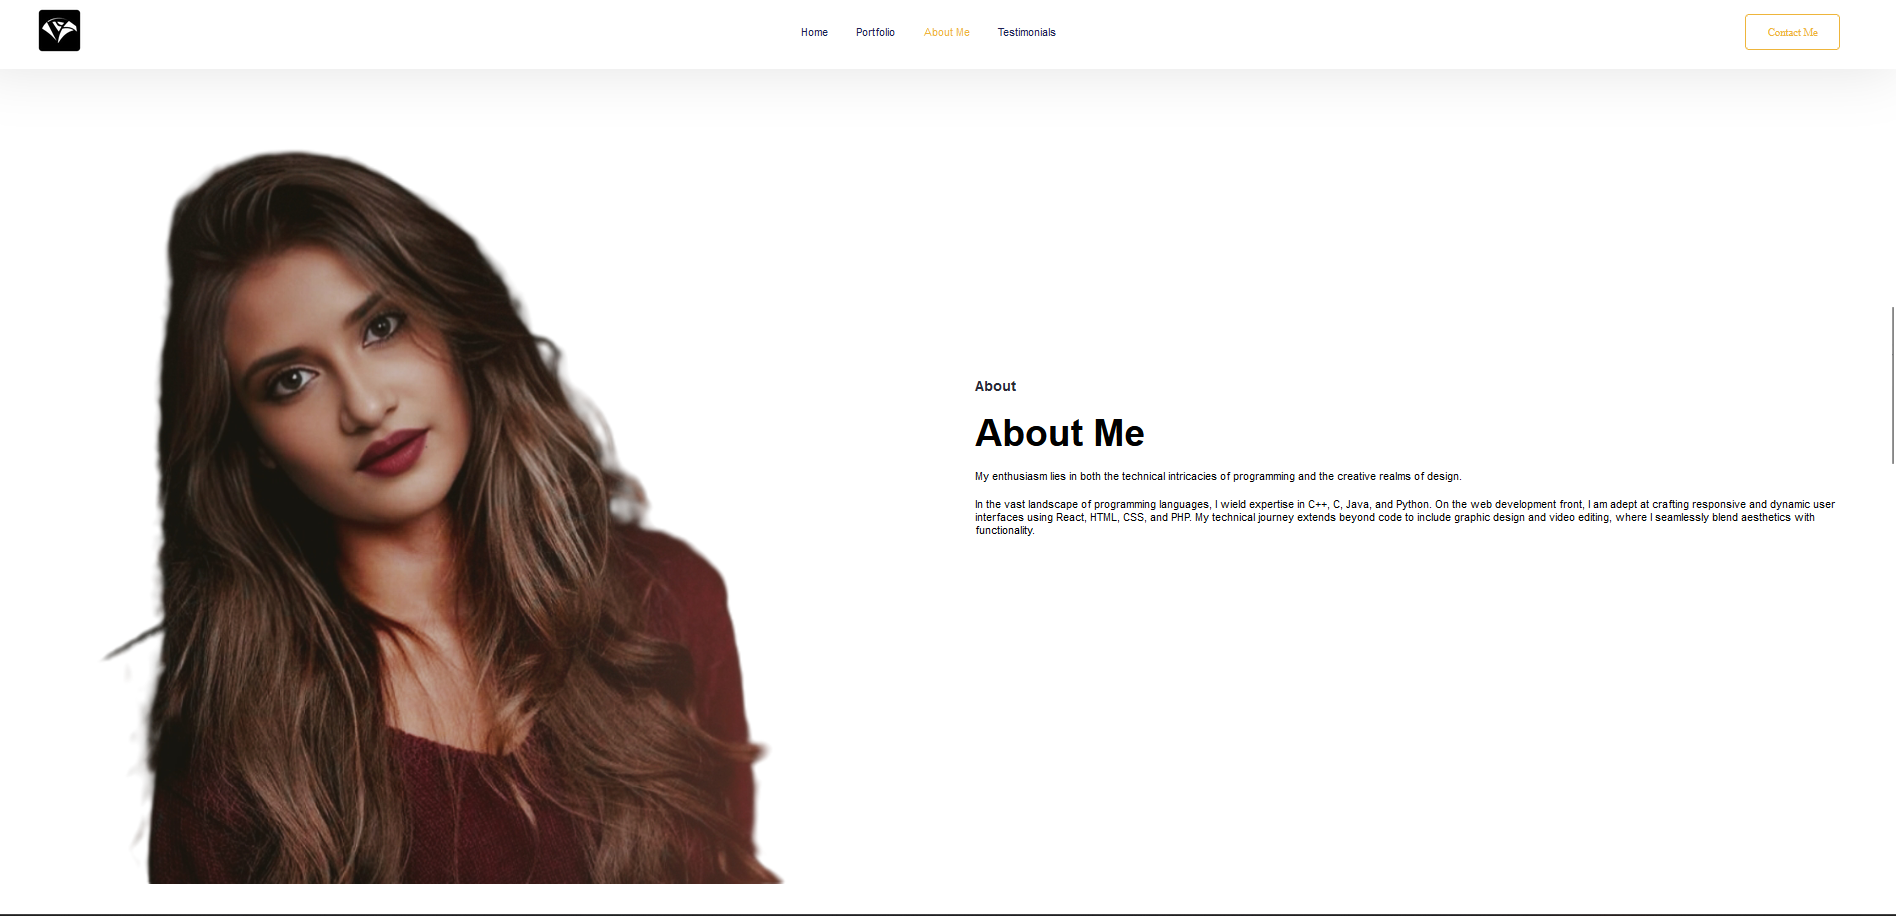 Home Portfolio About Me Testimonials Contact Me
About
About Me
My enthusiasm lies in both the technical intricacies of programming and the creative realms of design.
In the vast landscape of programming languages, I wield expertise in C++, C, Java, and Python. On the web development front, I am adept at crafting responsive and dynamic user
interfaces using React, HTML, CSS, and PHP. My technical journey extends beyond code to include graphic design and video editing, where I seamlessly blend aesthetics with
functionality.